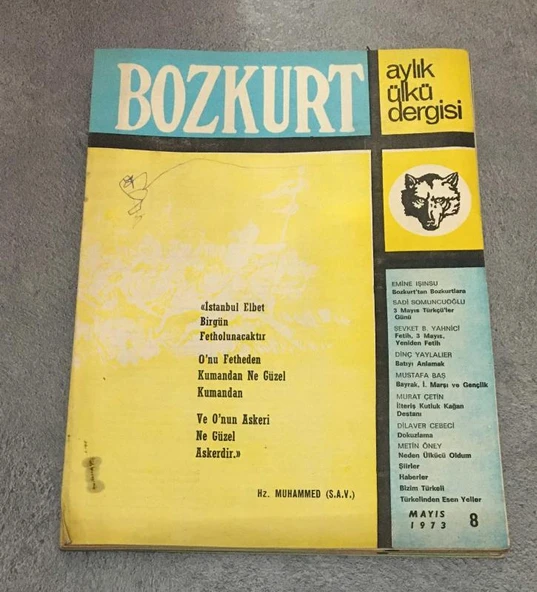 BOZKURT
aylık
ülkü
dergisi
«İstanbul Elbet
Birgün
Fetholunacaktır
O'nu Fetheden
Kumandan Ne Güzel
Kumandan
Ve O'nun Askeri
Ne Güzel
Askerdir.»
Hz. MUHAMMED (S.A.V.)
EMİNE IŞINSU
Bozkurt'tan Bozkurtlara
SADİ SOMUNCUOĞLU
3 Mayıs Türkçü'ler
Günü
ŞEVKET B. YAHNİCİ
Fetih, 3 Mayız,
Yeniden Fetih
DİNÇ YAYLALIER
Batıyı Anlamak
MUSTAFA BAŞ
Bayrak, İ. Marşı ve Gençlik
MURAT ÇETİN
İlteriş Kutluk Kağan
Destanı
DİLAVER CEBECİ
Dokuzlama
METİN ÖNEY
Neden Ülkücü Oldum
Şiirler
Haberler
Bizim Türkeli
Türkelinden Esen Yeller
MAYIS
1973
8